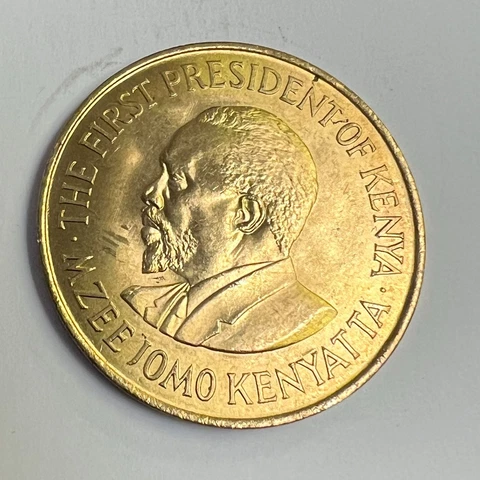 · THE FIRST PRESIDENT OF KENYA ·
MZEE JOMO KENYATTA